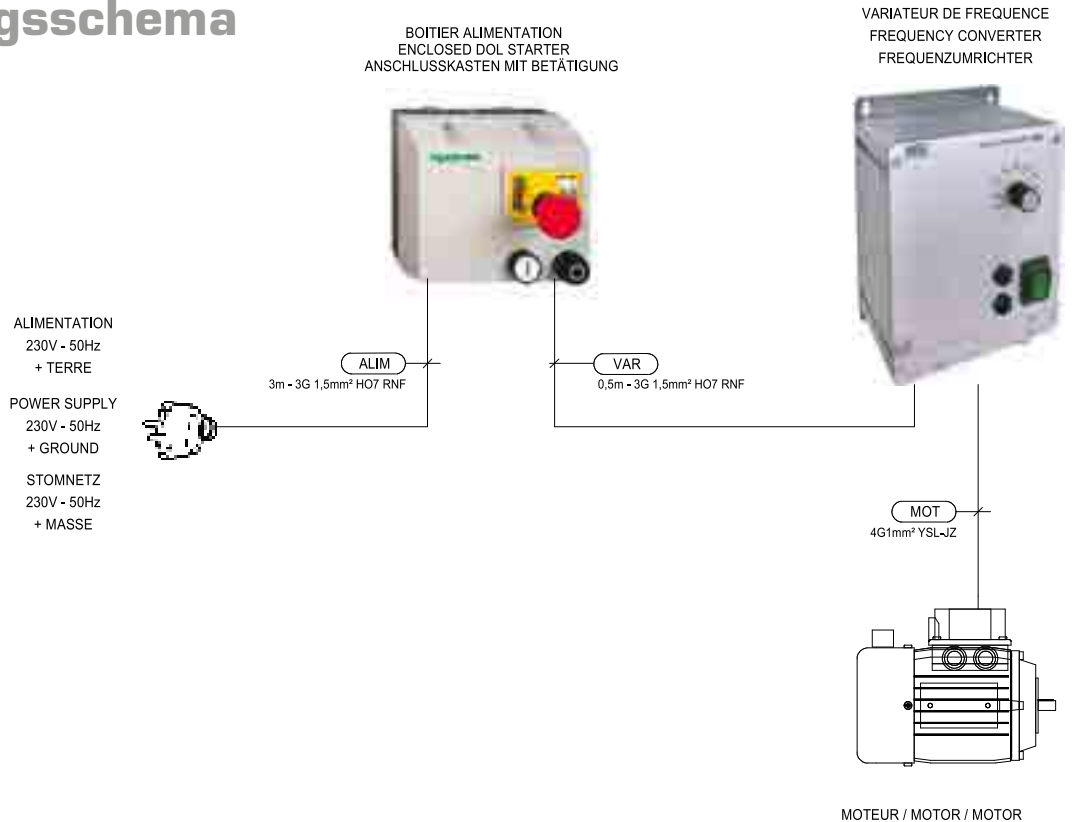 gsschema
BOITIER ALIMENTATION
ENCLOSED DOL STARTER
ANSCHLUSSKASTEN MIT BETÄTIGUNG
VARIATEUR DE FREQUENCE
FREQUENCY CONVERTER
FREQUENZUMRICHTER
ALIMENTATION
230V - 50Hz
+ TERRE
POWER SUPPLY
230V - 50Hz
+ GROUND
STOMNETZ
230V - 50Hz
+ MASSE
ALIM
3m - 3G 1,5mm² HO7 RNF
VAR
0,5m - 3G 1,5mm² HO7 RNF
MOT
4G1mm² YSL-JZ
MOTEUR / MOTOR / MOTOR